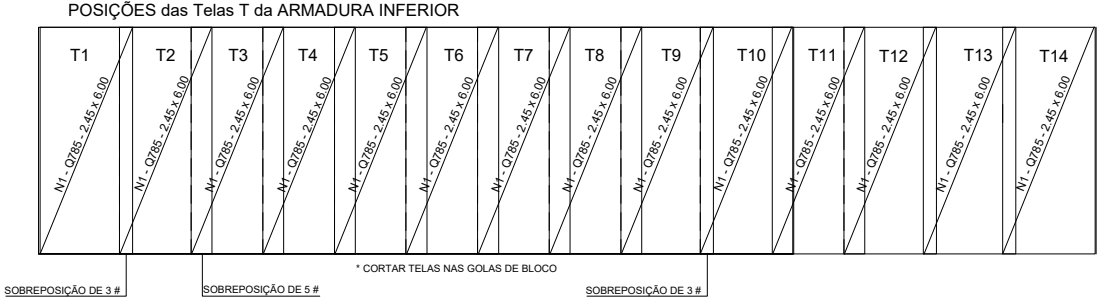 POSIÇÕES das Telas T da ARMADURA INFERIOR
T1
T2
T3
T4
T5
T6
T7
T8
T9
T10
T11
T12
T13
T14
N1 - Q785 - 2.45 x 6.00
N1 - Q785 - 2.45 x 6.00
N1 - Q785 - 2.45 x 6.00
N1 - Q785 - 2.45 x 6.00
N1 - Q785 - 2.45 x 6.00
N1 - Q785 - 2.45 x 6.00
N1 - Q785 - 2.45 x 6.00
N1 - Q785 - 2.45 x 6.00
N1 - Q785 - 2.45 x 6.00
N1 - Q785 - 2.45 x 6.00
N1 - Q785 - 2.45 x 6.00
N1 - Q785 - 2.45 x 6.00
N1 - Q785 - 2.45 x 6.00
N1 - Q785 - 2.45 x 6.00
* CORTAR TELAS NAS GOLAS DE BLOCO
SOBREPOSIÇÃO DE 3 #
SOBREPOSIÇÃO DE 5 #
SOBREPOSIÇÃO DE 3 #